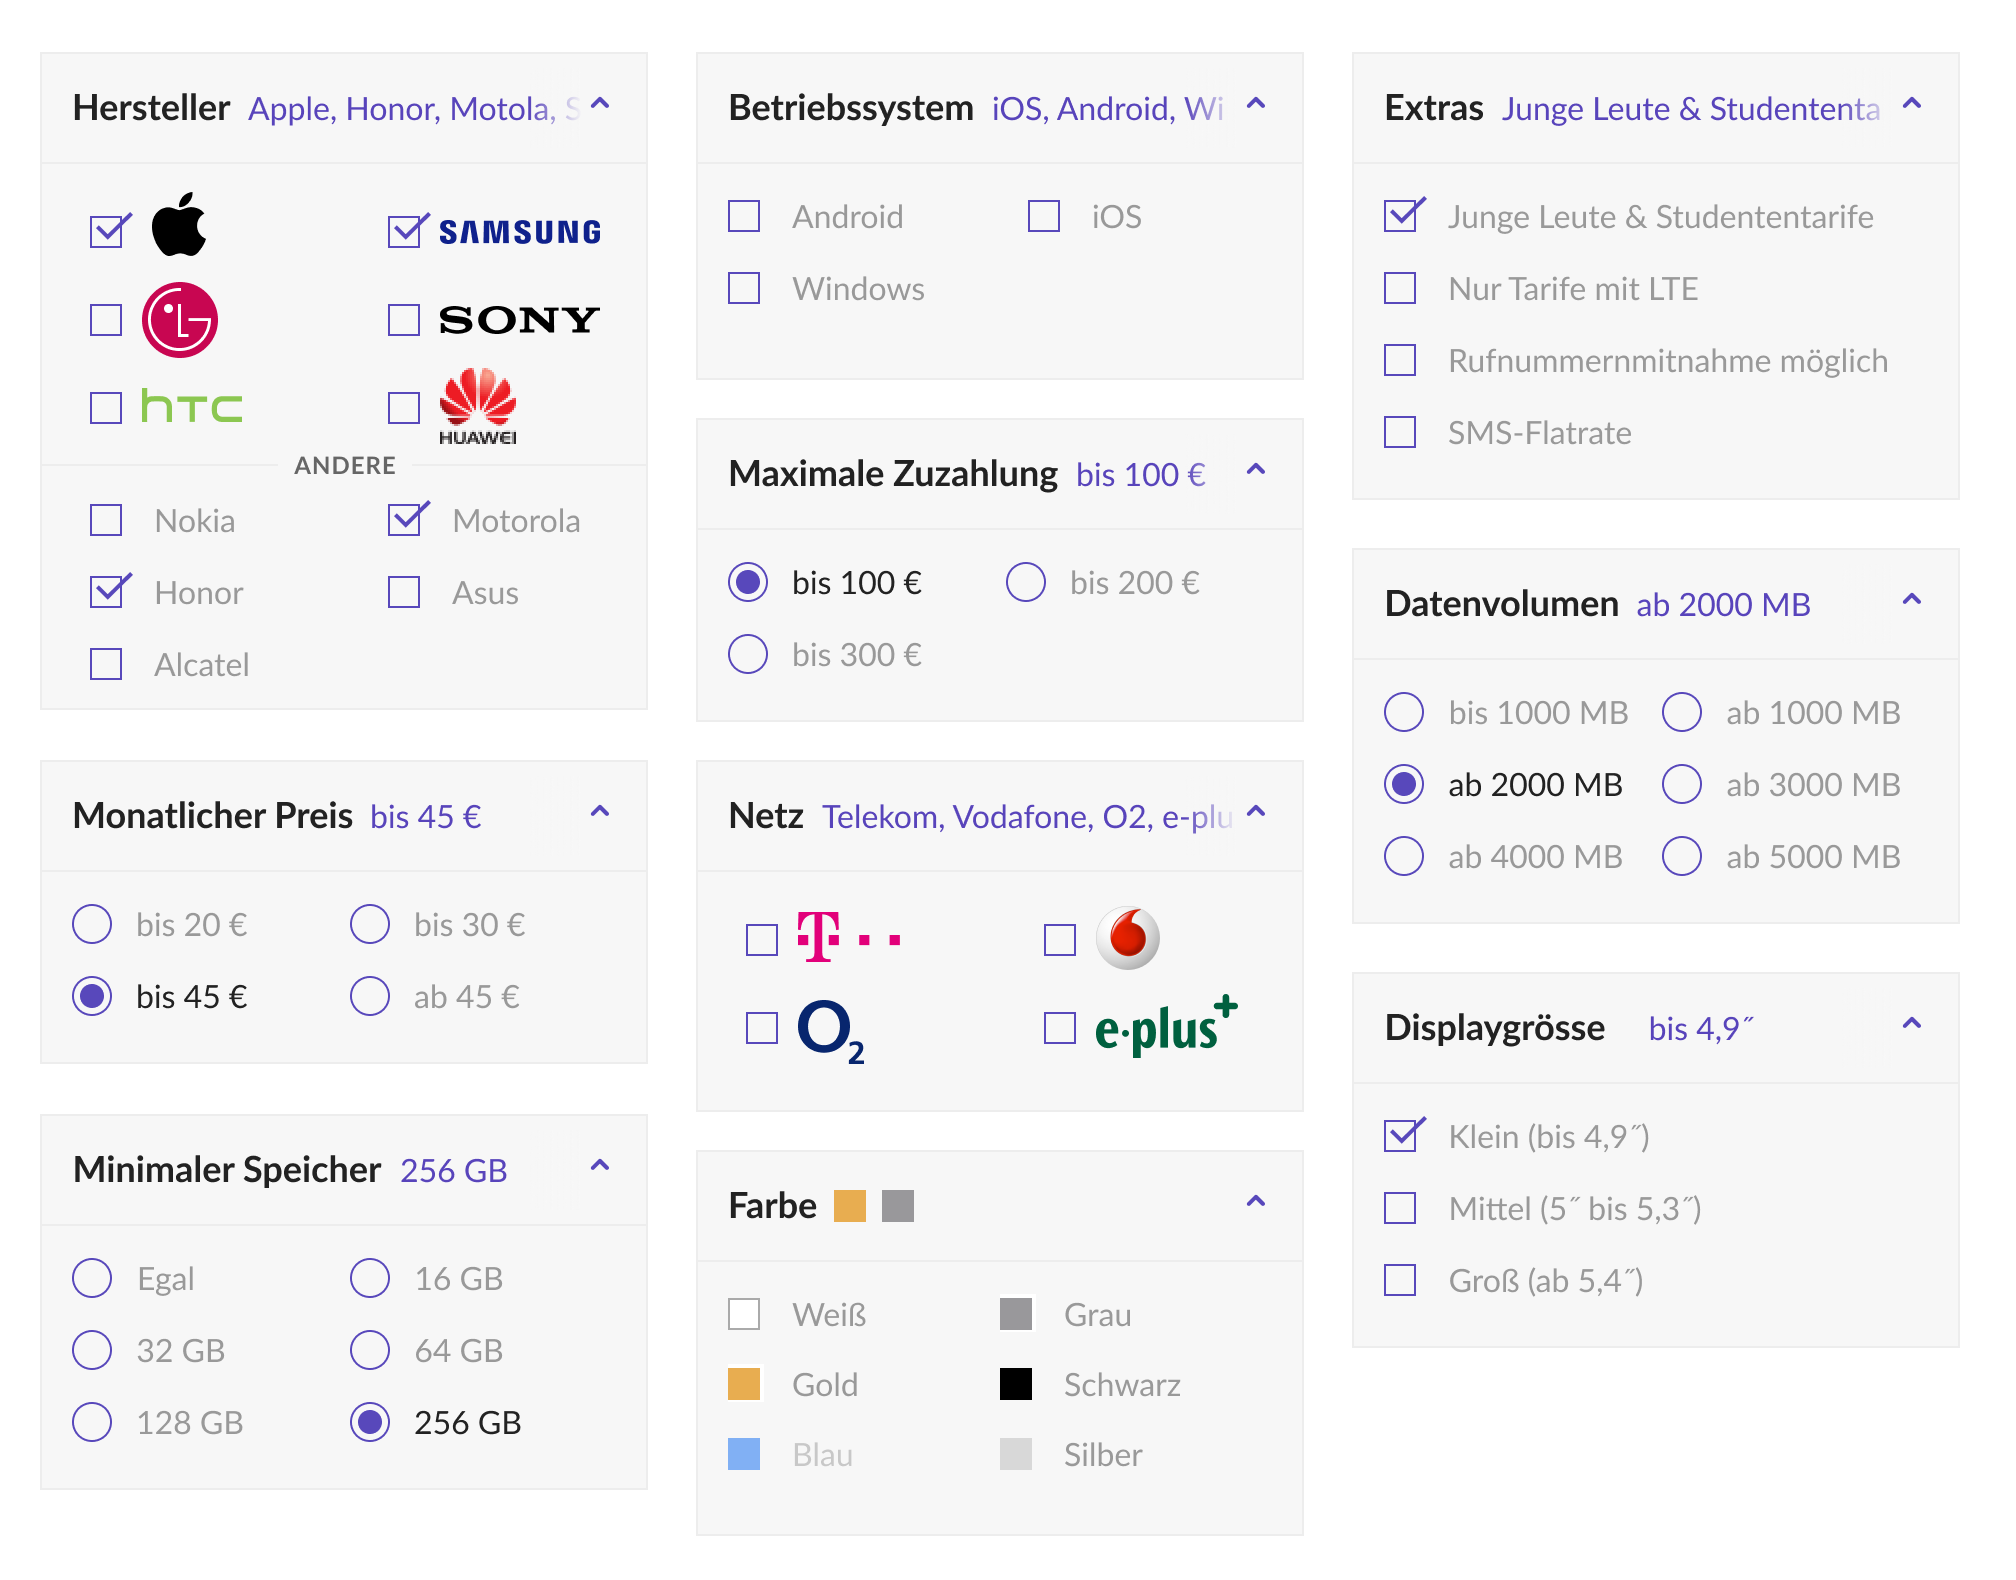 Hersteller Apple, Honor, Motola, S
SAMSUNG
LG
SONY
hTC
HUAWEI
ANDERE
Nokia
Motorola
Honor
Asus
Alcatel
Monatlicher Preis bis 45 €
bis 20 €
bis 30 €
bis 45 €
ab 45 €
Minimaler Speicher 256 GB
Egal
16 GB
32 GB
64 GB
128 GB
256 GB
Betriebssystem iOS, Android, Wi
Android
iOS
Windows
Maximale Zuzahlung bis 100 €
bis 100 €
bis 200 €
bis 300 €
Netz Telekom, Vodafone, O2, e-plu
T
O2
e·plus+
Farbe
Weiß
Grau
Gold
Schwarz
Blau
Silber
Extras Junge Leute & Studententa
Junge Leute & Studententarife
Nur Tarife mit LTE
Rufnummernmitnahme möglich
SMS-Flatrate
Datenvolumen ab 2000 MB
bis 1000 MB
ab 1000 MB
ab 2000 MB
ab 3000 MB
ab 4000 MB
ab 5000 MB
Displaygrösse bis 4,9˝
Klein (bis 4,9˝)
Mittel (5˝ bis 5,3˝)
Groß (ab 5,4˝)